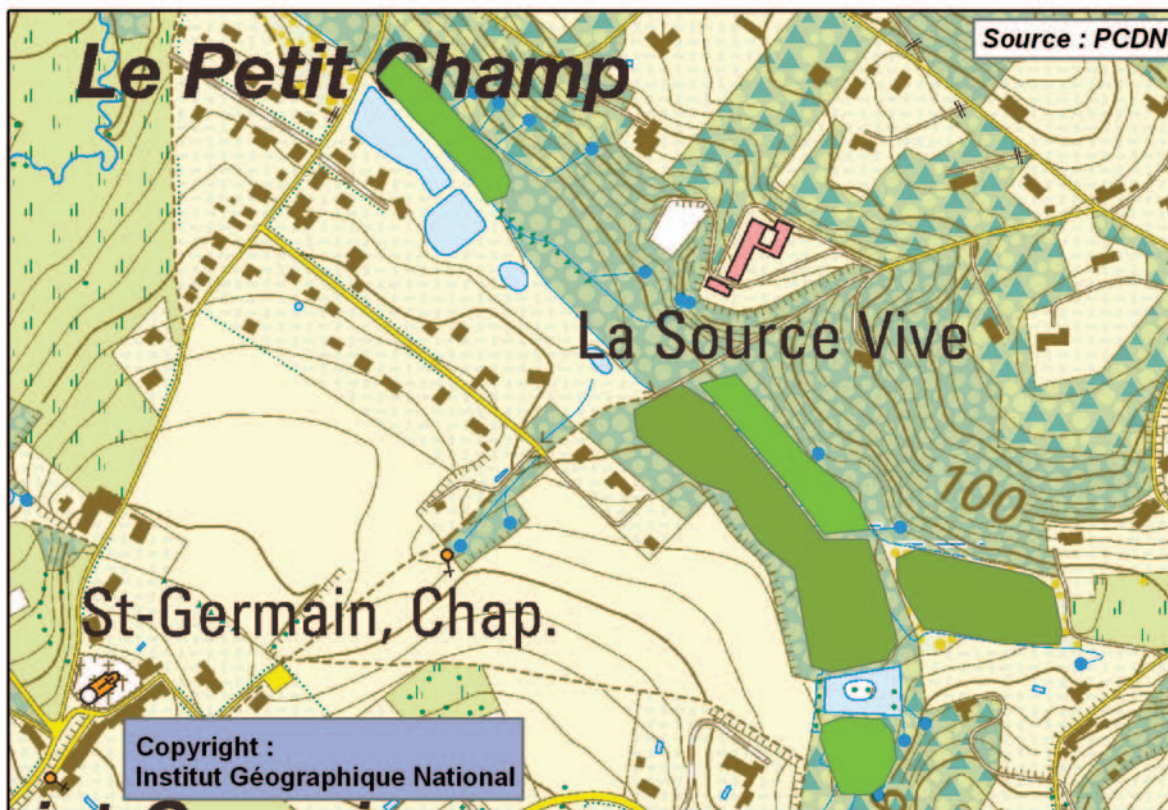 Le Petit Champ
Source : PCDN
La Source Vive
100
St-Germain, Chap.
Copyright :
Institut Géographique National